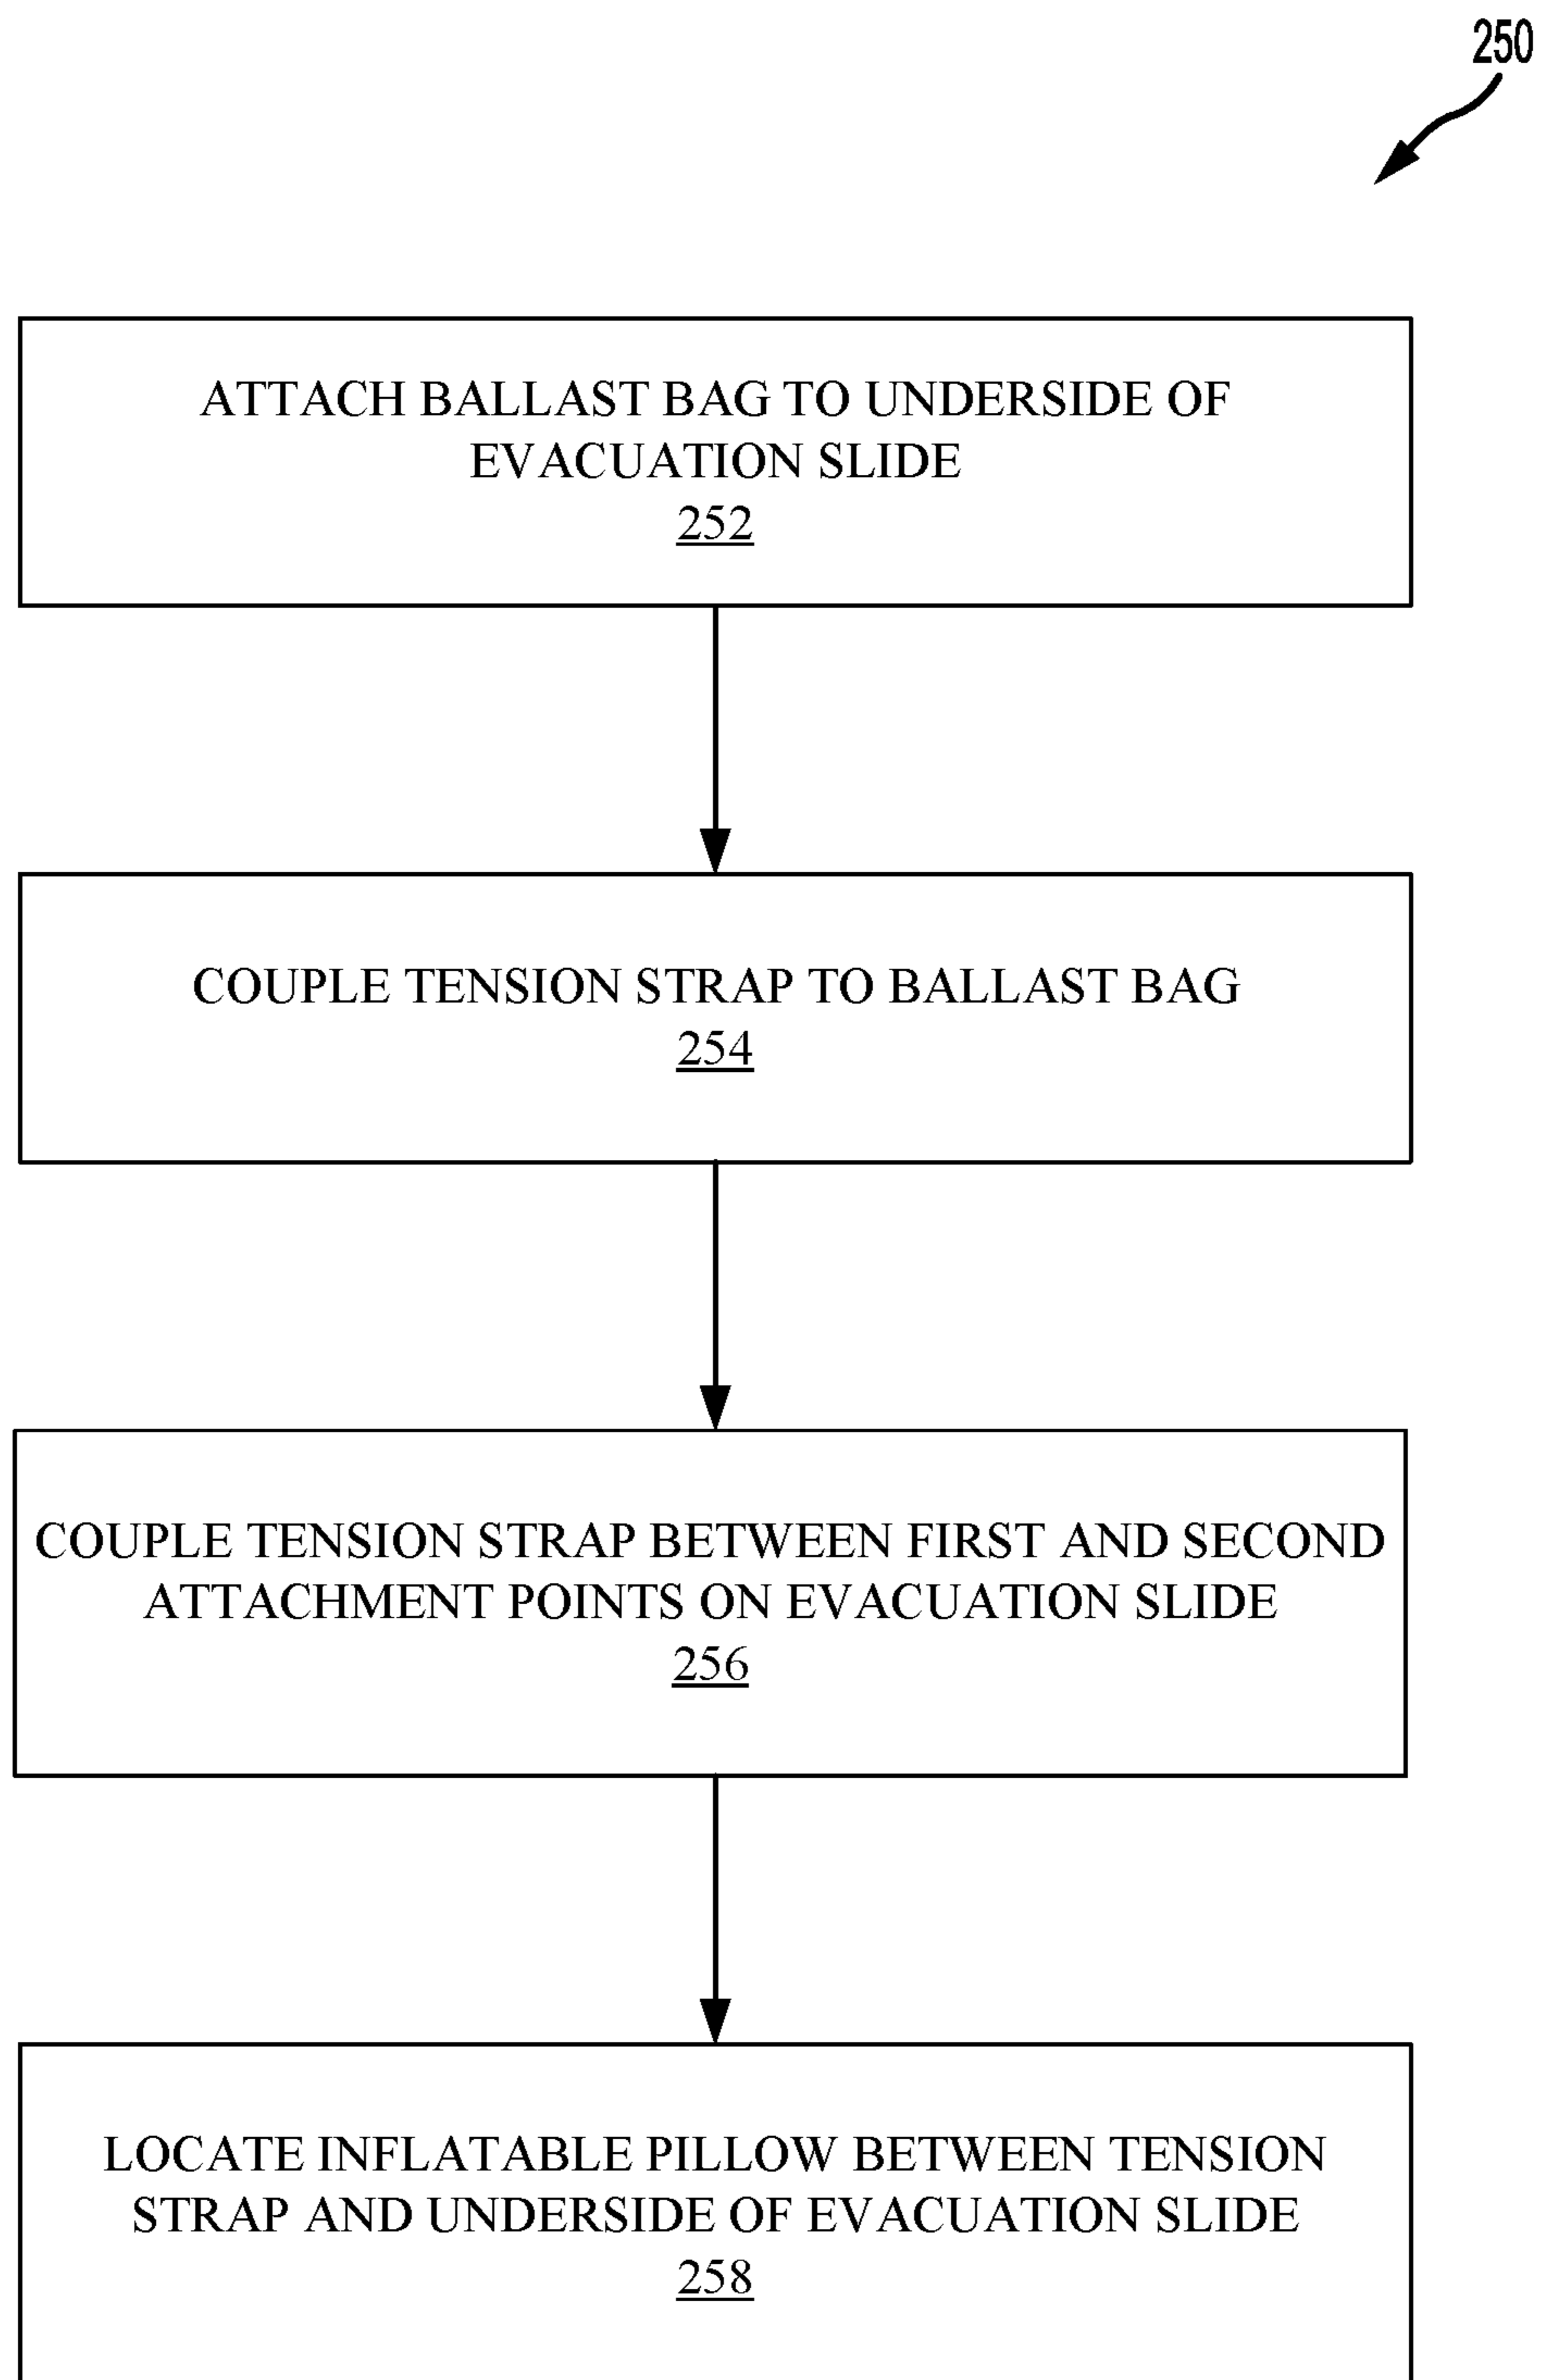 250
ATTACH BALLAST BAG TO UNDERSIDE OF
EVACUATION SLIDE
252
COUPLE TENSION STRAP TO BALLAST BAG
254
COUPLE TENSION STRAP BETWEEN FIRST AND SECOND
ATTACHMENT POINTS ON EVACUATION SLIDE
256
LOCATE INFLATABLE PILLOW BETWEEN TENSION
STRAP AND UNDERSIDE OF EVACUATION SLIDE
258